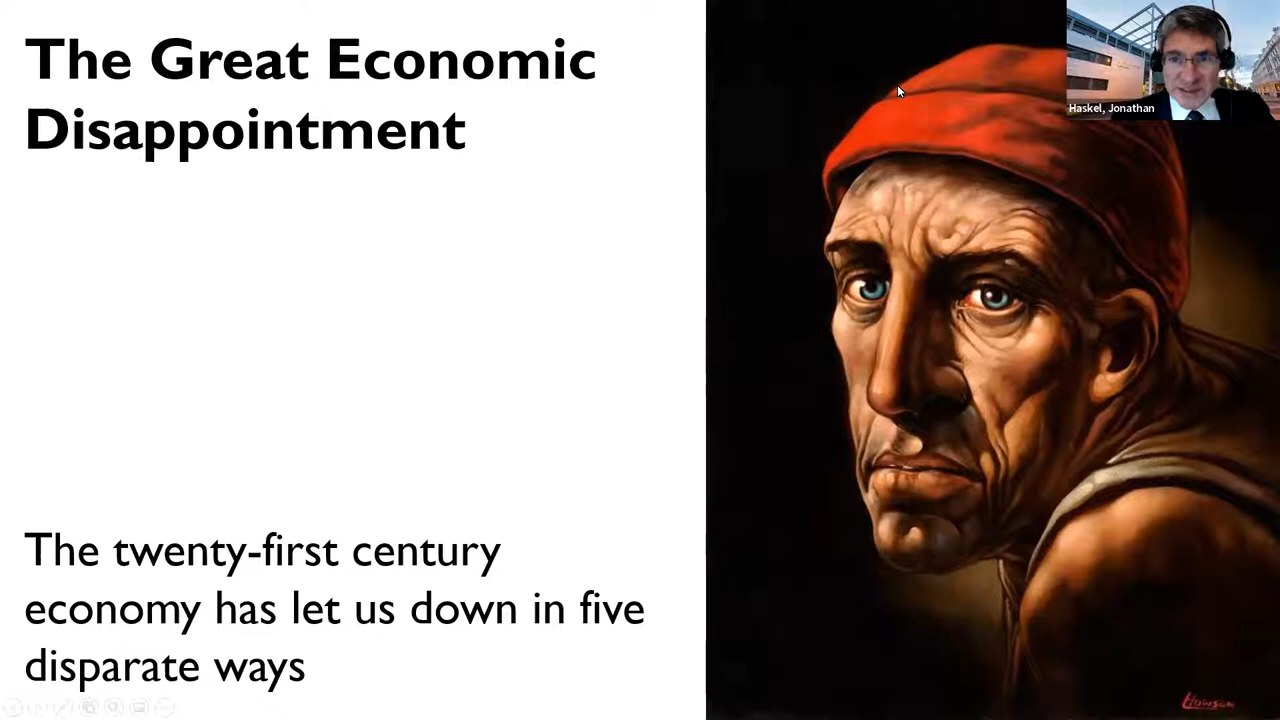 The Great Economic
Disappointment
Haskel, Jonathan
The twenty-first century
economy has let us down in five
disparate ways
Howson